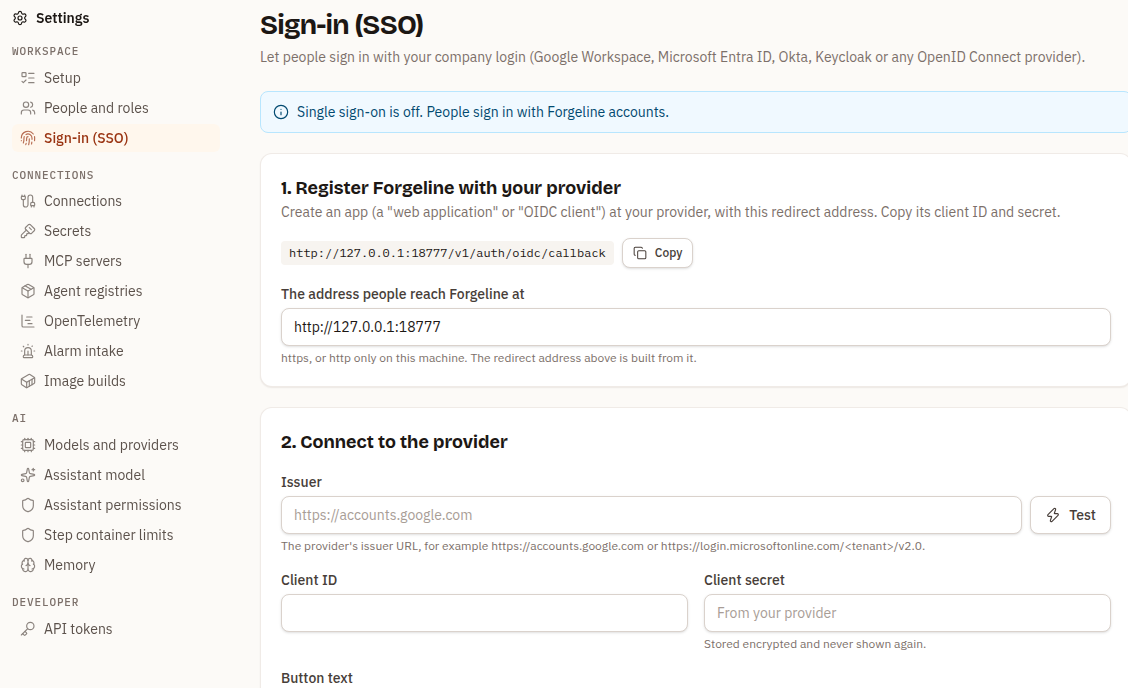 Settings
WORKSPACE
Setup
People and roles
Sign-in (SSO)
CONNECTIONS
Connections
Secrets
MCP servers
Agent registries
OpenTelemetry
Alarm intake
Image builds
AI
Models and providers
Assistant model
Assistant permissions
Step container limits
Memory
DEVELOPER
API tokens
Sign-in (SSO)
Let people sign in with your company login (Google Workspace, Microsoft Entra ID, Okta, Keycloak or any OpenID Connect provider).
Single sign-on is off. People sign in with Forgeline accounts.
1. Register Forgeline with your provider
Create an app (a "web application" or "OIDC client") at your provider, with this redirect address. Copy its client ID and secret.
http://127.0.0.1:18777/v1/auth/oidc/callback
Copy
The address people reach Forgeline at
http://127.0.0.1:18777
https, or http only on this machine. The redirect address above is built from it.
2. Connect to the provider
Issuer
https://accounts.google.com
Test
The provider's issuer URL, for example https://accounts.google.com or https://login.microsoftonline.com/<tenant>/v2.0.
Client ID
Client secret
From your provider
Stored encrypted and never shown again.
Button text